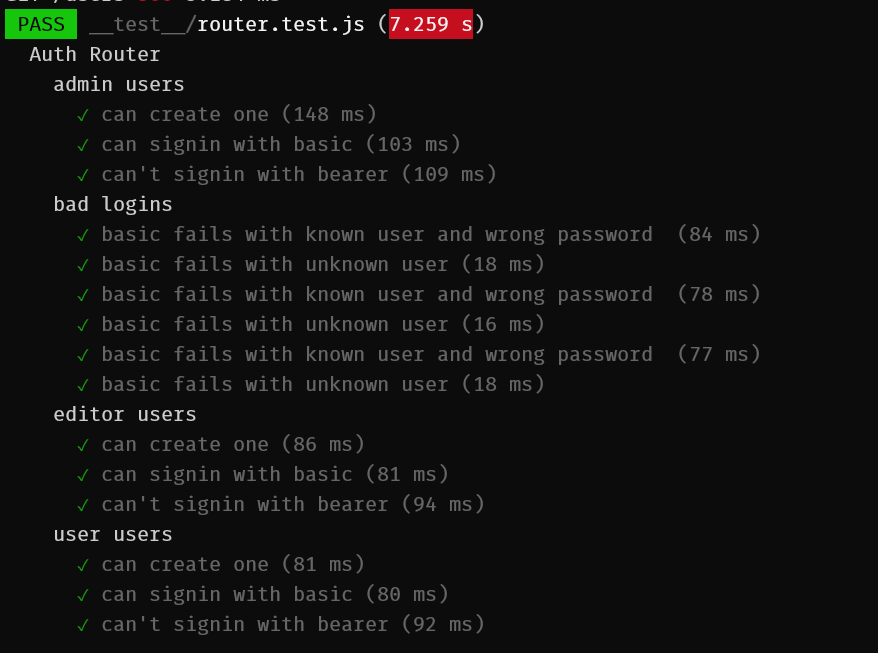 PASS __test__/router.test.js (7.259 s)
Auth Router
admin users
✓ can create one (148 ms)
✓ can signin with basic (103 ms)
✓ can't signin with bearer (109 ms)
bad logins
✓ basic fails with known user and wrong password  (84 ms)
✓ basic fails with unknown user (18 ms)
✓ basic fails with known user and wrong password  (78 ms)
✓ basic fails with unknown user (16 ms)
✓ basic fails with known user and wrong password  (77 ms)
✓ basic fails with unknown user (18 ms)
editor users
✓ can create one (86 ms)
✓ can signin with basic (81 ms)
✓ can't signin with bearer (94 ms)
user users
✓ can create one (81 ms)
✓ can signin with basic (80 ms)
✓ can't signin with bearer (92 ms)